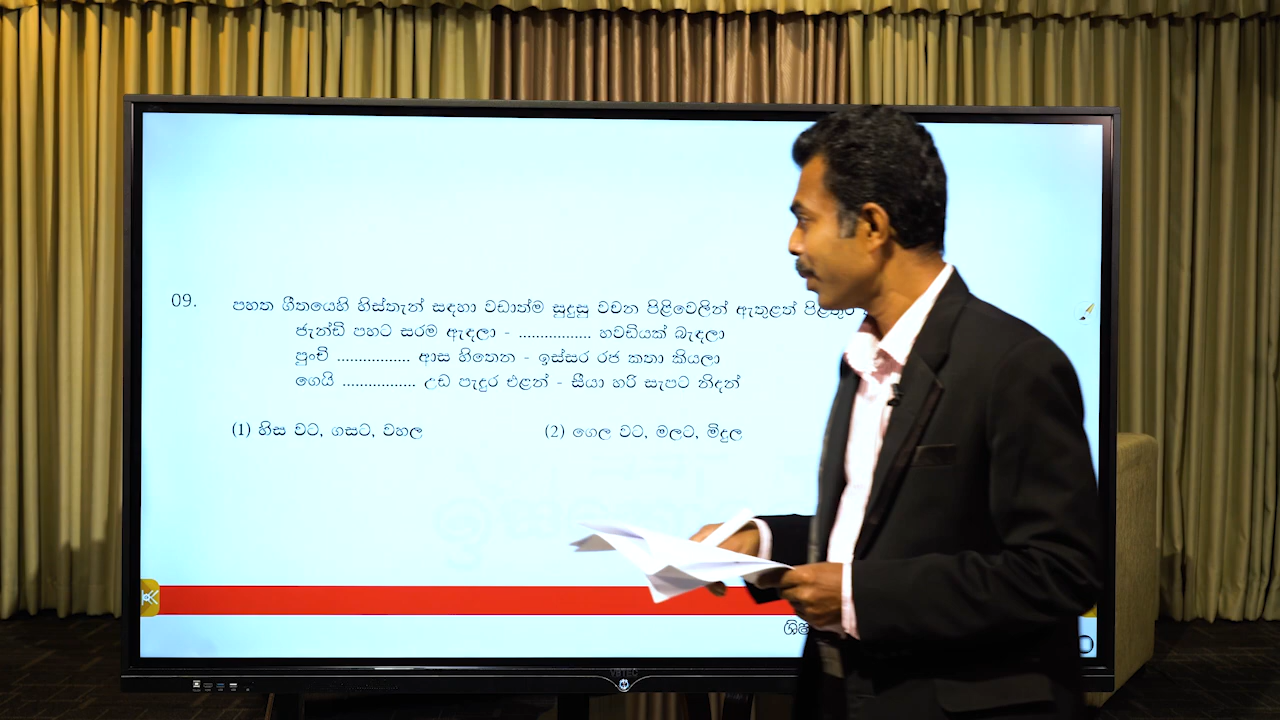 09. පහත ගීතයෙහි හිස්තැන් සඳහා වඩාත්ම සුදුසු වචන පිළිවෙලින් ඇතුළත් පිළිතුර
ජැන්ඩි පහට සරම ඇඳලා - ................. හවඩියක් බැඳලා
පුංචි ................. ආස හිතෙන - ඉස්සර රජ කතා කියලා
ගෙයි ................. උඩ පැදුර එළන් - සීයා හරි සැපට නිදන්
(1) හිස වට, ගසට, වහල (2) ගෙල වට, මලට, මිදුල